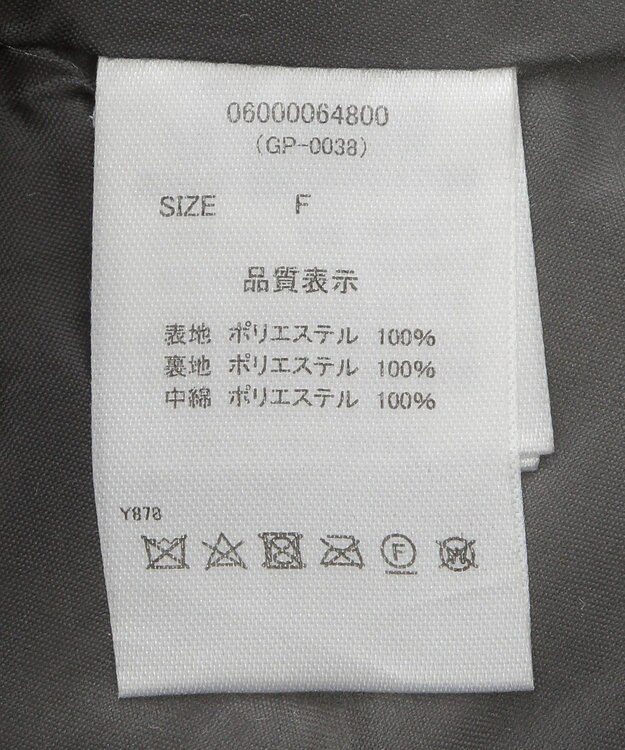 06000064800
(GP-0038)
SIZE F
品質表示
表地 ポリエステル 100%
裏地 ポリエステル 100%
中綿 ポリエステル 100%
Y878
F
W